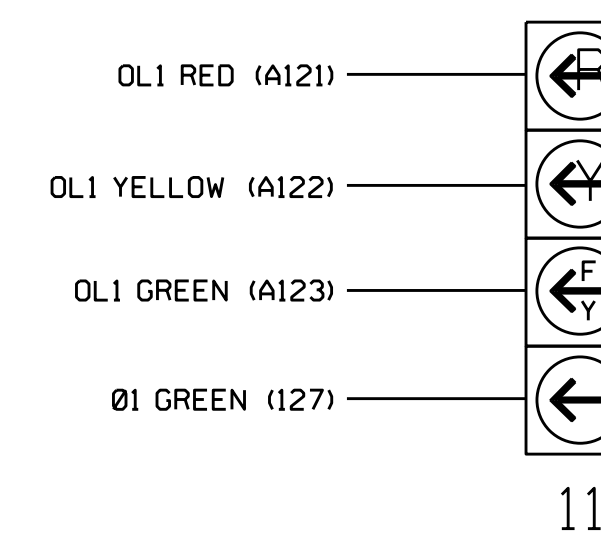 OL1 RED (A121)
R
OL1 YELLOW (A122)
Y
OL1 GREEN (A123)
F
Y
Ø1 GREEN (127)
11